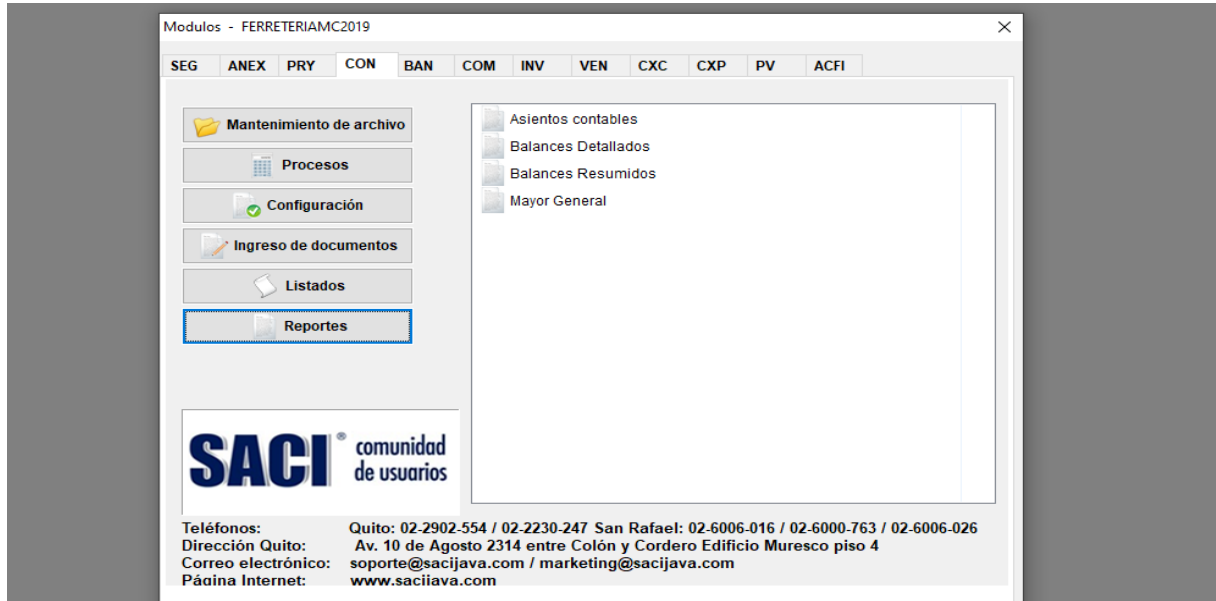 Modulos - FERRETERIAMC2019
SEG ANEX PRY CON BAN COM INV VEN CXC CXP PV ACFI
Mantenimiento de archivo
Procesos
Configuración
Ingreso de documentos
Listados
Reportes
Asientos contables
Balances Detallados
Balances Resumidos
Mayor General
SACI ® comunidad
de usuarios
Teléfonos: Quito: 02-2902-554 / 02-2230-247 San Rafael: 02-6006-016 / 02-6000-763 / 02-6006-026
Dirección Quito: Av. 10 de Agosto 2314 entre Colón y Cordero Edificio Muresco piso 4
Correo electrónico: soporte@sacijava.com / marketing@sacijava.com
Página Internet: www.sacijava.com